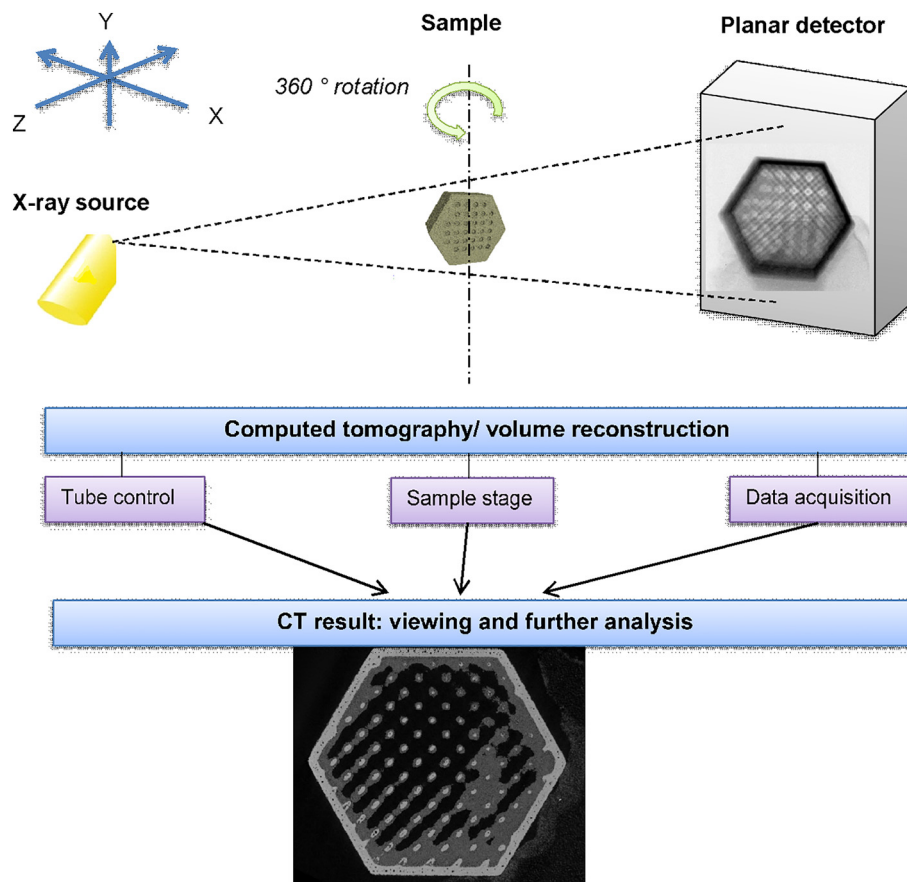 Y
Sample
Planar detector
360 ° rotation
Z
X
X-ray source
Computed tomography/ volume reconstruction
Tube control
Sample stage
Data acquisition
CT result: viewing and further analysis